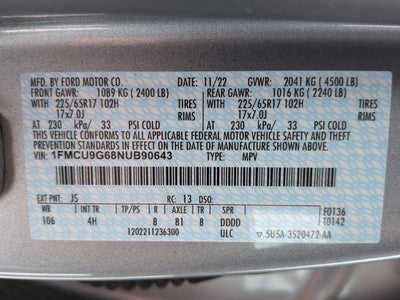 MFD. BY FORD MOTOR CO. 11/22 GVWR: 2041 KG ( 4500 LB)
FRONT GAWR: 1089 KG ( 2400 LB) REAR GAWR: 1016 KG ( 2240 LB)
WITH WITH
225/65R17 102H TIRES 225/65R17 102H TIRES
17x7.0J RIMS 17x7.0J RIMS
AT 230 kPa/ 33 PSI COLD AT 230 kPa/ 33 PSI COLD
THIS VEHICLE CONFORMS TO ALL APPLICABLE FEDERAL MOTOR VEHICLE SAFETY, BUMPER, AND THEFT
PREVENTION STANDARDS IN EFFECT ON THE DATE OF MANUFACTURE SHOWN ABOVE.
VIN: 1FMCU9G68NUB90643 TYPE: MPV
EXT PNT: JS RC: 13 DSO:
WB INT TR TP/PS R AXLE TR SPR
106 4H 8 B1 8 DDDD
F0136
T0142
1202211236300 ULC 5U5A-3520472-AA